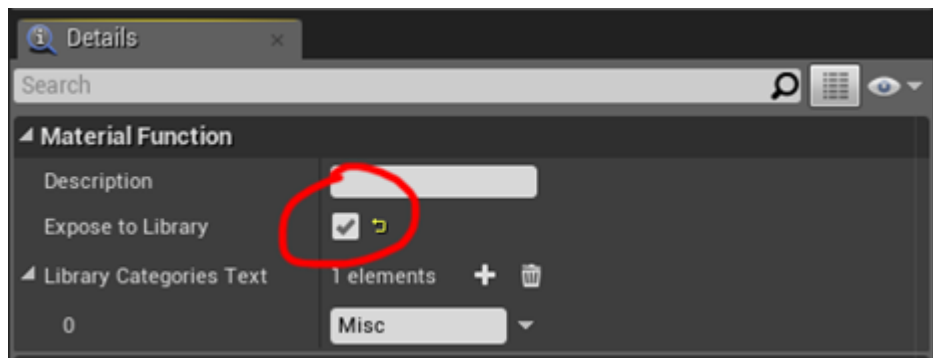 Details
Search
Material Function
Description
Expose to Library
Library Categories Text 1 elements
0 Misc